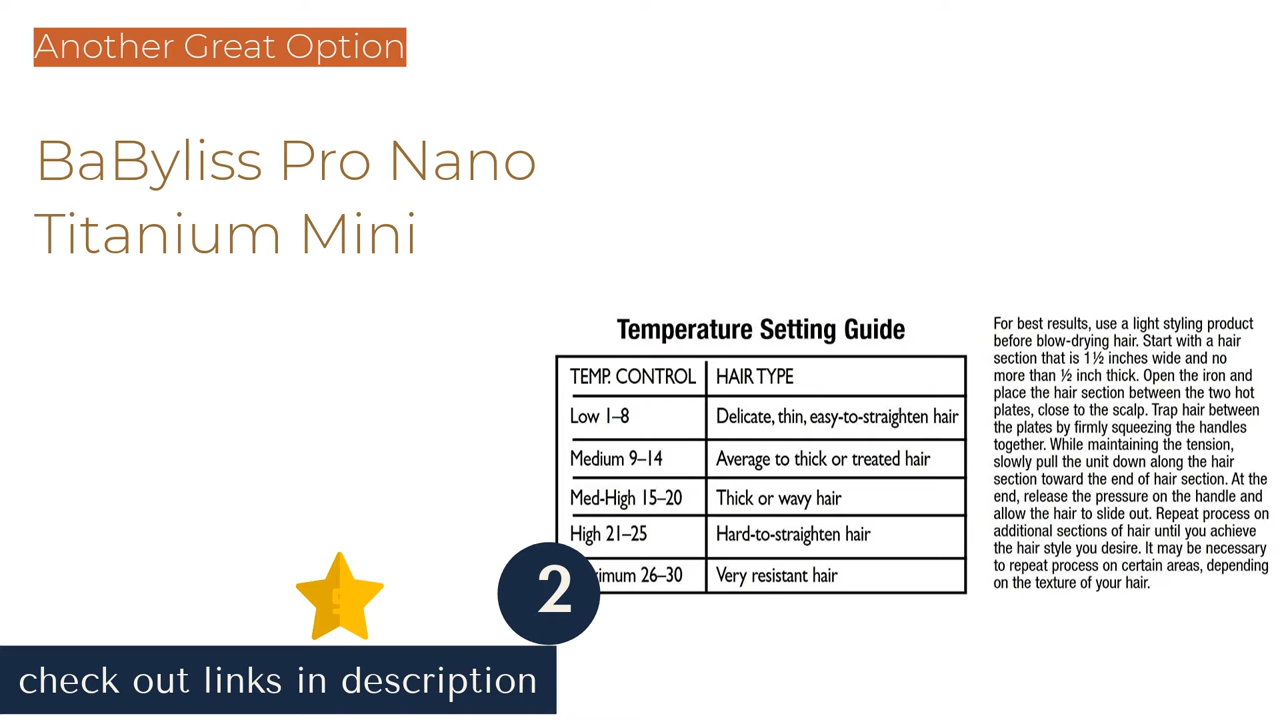 Another Great Option
BaByliss Pro Nano
Titanium Mini
Temperature Setting Guide
TEMP. CONTROL HAIR TYPE
Low 1–8 Delicate, thin, easy-to-straighten hair
Medium 9–14 Average to thick or treated hair
Med-High 15–20 Thick or wavy hair
High 21–25 Hard-to-straighten hair
26–30 Very resistant hair
For best results, use a light styling product
before blow-drying hair. Start with a hair
section that is 1 ½ inches wide and no
more than ½ inch thick. Open the iron and
place the hair section between the two hot
plates, close to the scalp. Trap hair between
the plates by firmly squeezing the handles
together. While maintaining the tension,
slowly pull the unit down along the hair
section toward the end of hair section. At the
end, release the pressure on the handle and
allow the hair to slide out. Repeat process on
additional sections of hair until you achieve
the hair style you desire. It may be necessary
to repeat process on certain areas, depending
on the texture of your hair.
2
check out links in description